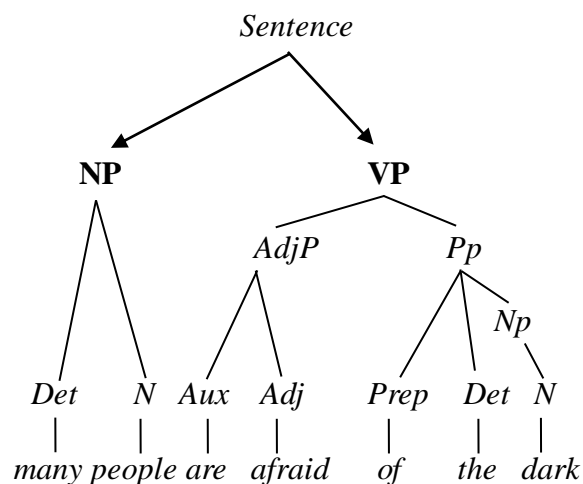 Sentence
NP VP
AdjP Pp
Np
Det N Aux Adj Prep Det N
many people are afraid of the dark